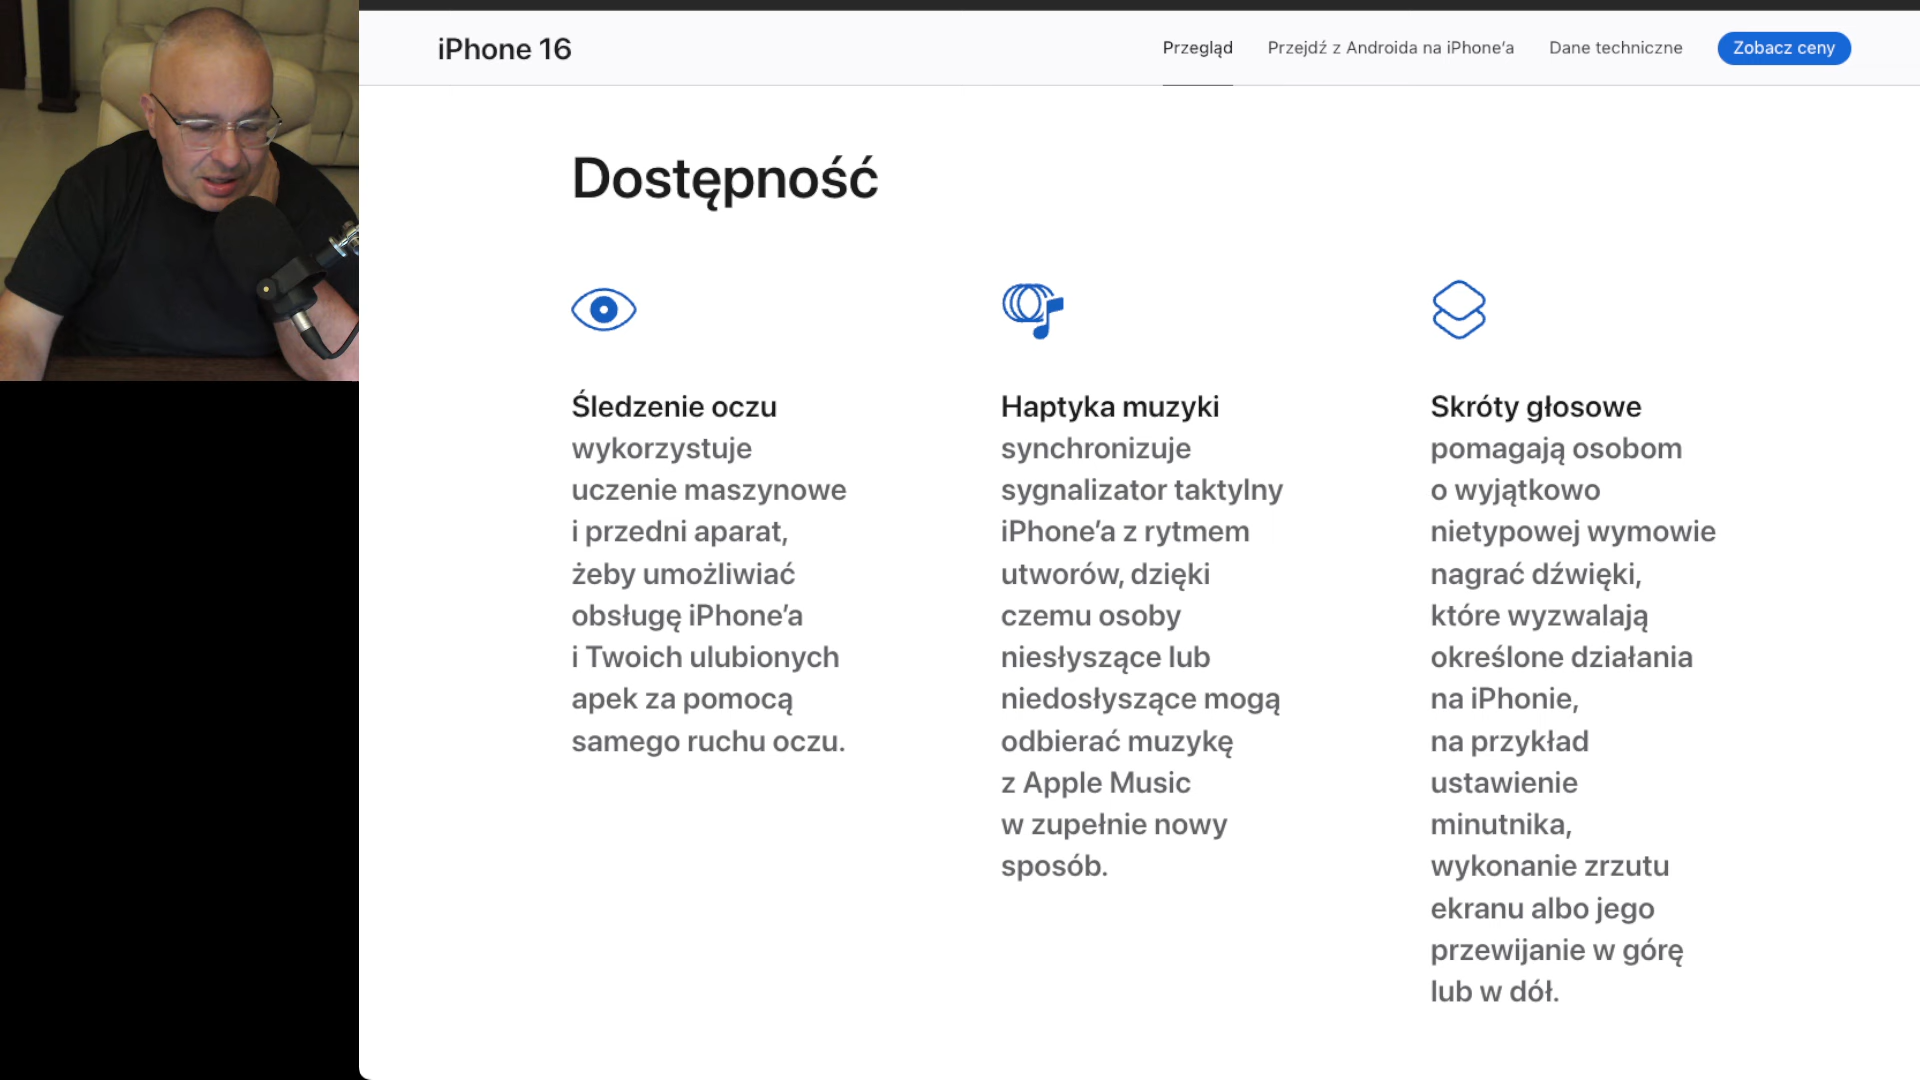 iPhone 16
Przegląd
Przejdź z Androida na iPhone’a
Dane techniczne
Zobacz ceny
Dostępność
Śledzenie oczu
wykorzystuje
uczenie maszynowe
i przedni aparat,
żeby umożliwiać
obsługę iPhone’a
i Twoich ulubionych
apek za pomocą
samego ruchu oczu.
Haptyka muzyki
synchronizuje
sygnalizator taktylny
iPhone’a z rytmem
utworów, dzięki
czemu osoby
niesłyszące lub
niedosłyszące mogą
odbierać muzykę
z Apple Music
w zupełnie nowy
sposób.
Skróty głosowe
pomagają osobom
o wyjątkowo
nietypowej wymowie
nagrać dźwięki,
które wyzwalają
określone działania
na iPhonie,
na przykład
ustawienie
minutnika,
wykonanie zrzutu
ekranu albo jego
przewijanie w górę
lub w dół.